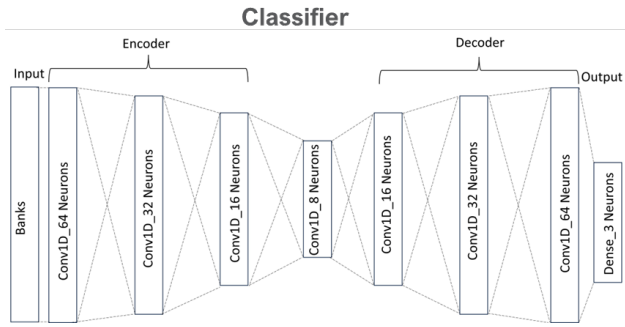 Classifier
Encoder
Decoder
Input
Output
Banks
Conv1D_64 Neurons
Conv1D_32 Neurons
Conv1D_16 Neurons
Conv1D_8 Neurons
Conv1D_16 Neurons
Conv1D_32 Neurons
Conv1D_64 Neurons
Dense_3 Neurons